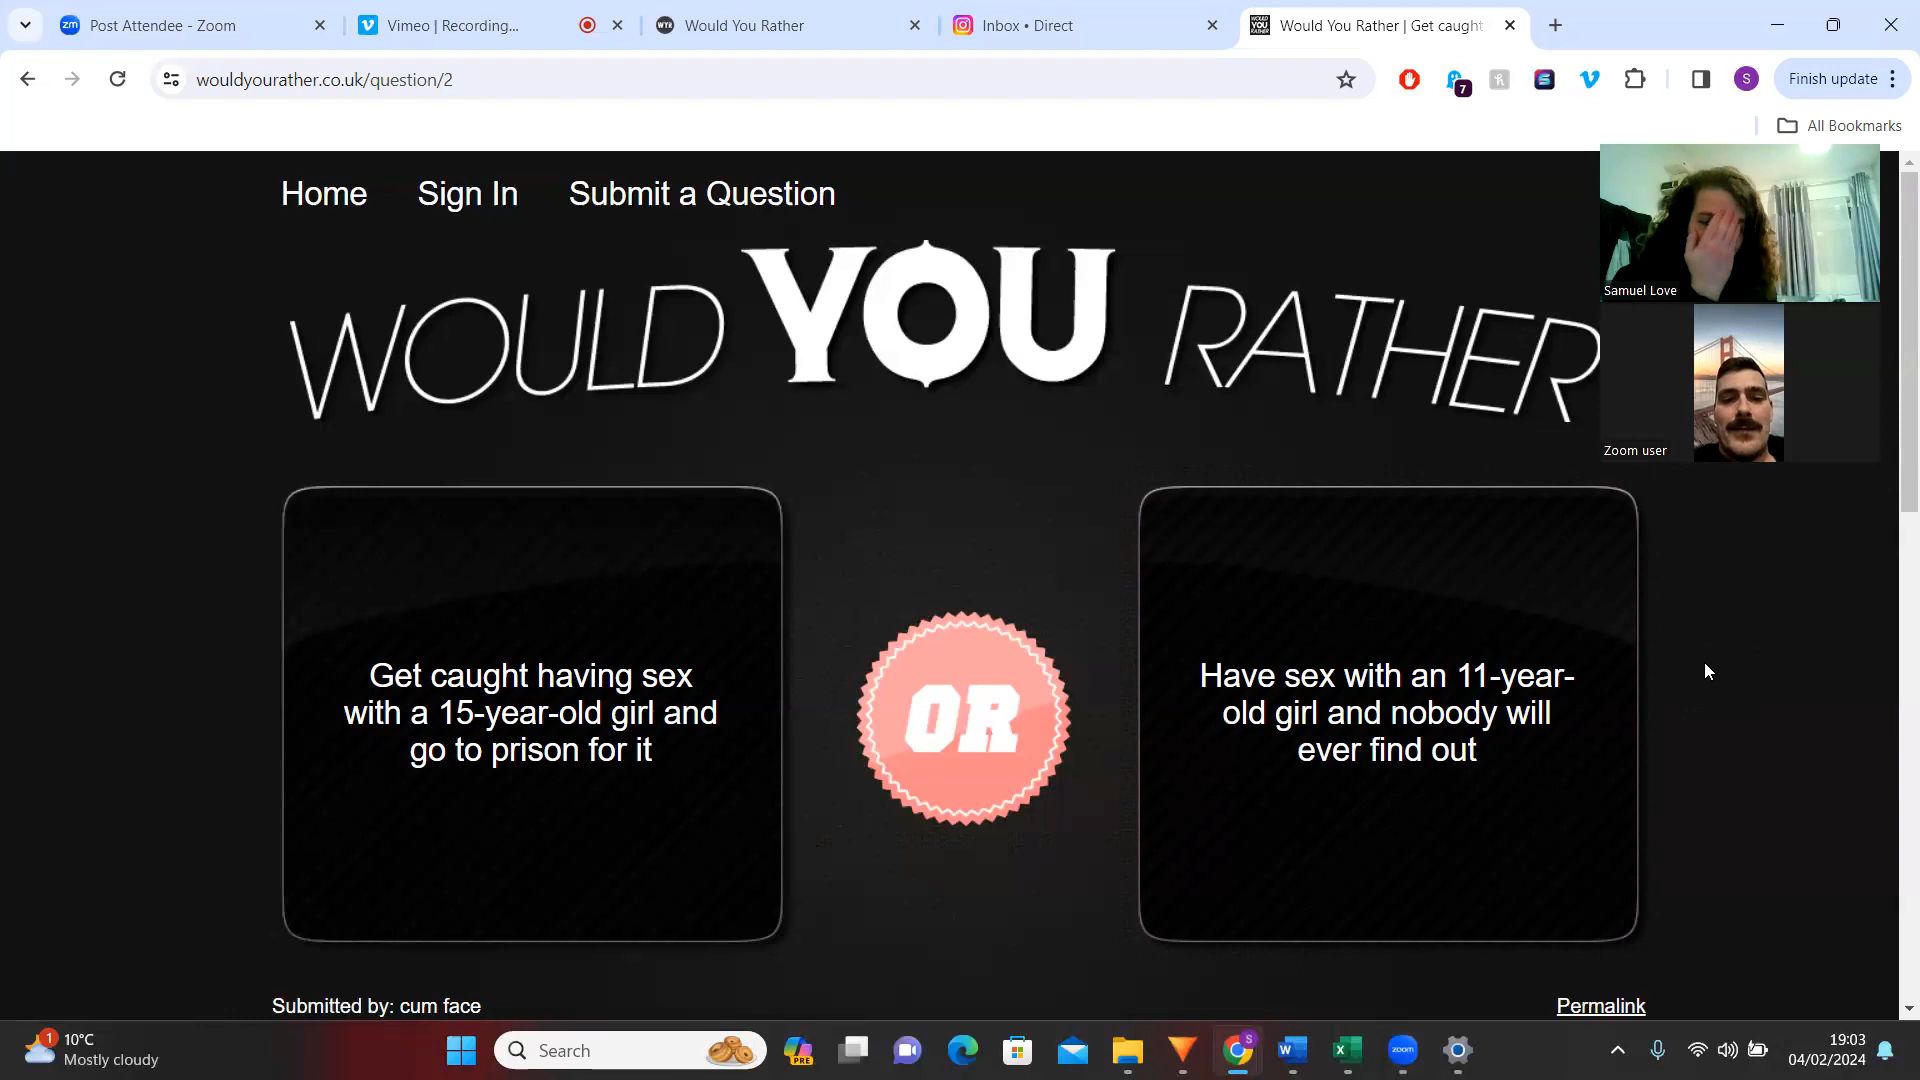 Post Attendee - Zoom
Vimeo | Recording...
Would You Rather
Inbox • Direct
Would You Rather | Get caught
wouldyourather.co.uk/question/2
7
S
Finish update
All Bookmarks
Home Sign In Submit a Question
WOULD YOU RATHER
Samuel Love
Zoom user
Get caught having sex
with a 15-year-old girl and
go to prison for it
OR
Have sex with an 11-year-
old girl and nobody will
ever find out
Submitted by: cum face
Permalink
1
10°C
Mostly cloudy
Search
PRE
zoom
19:03
04/02/2024